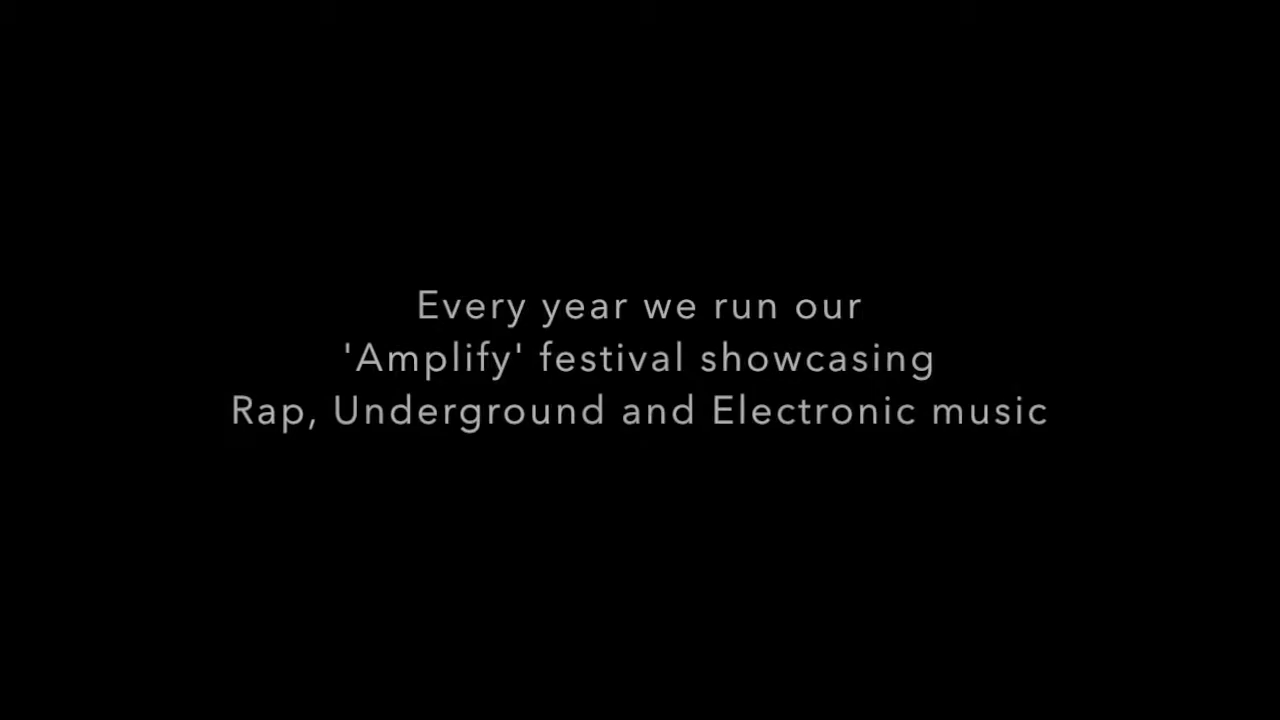 Every year we run our
'Amplify' festival showcasing
Rap, Underground and Electronic music